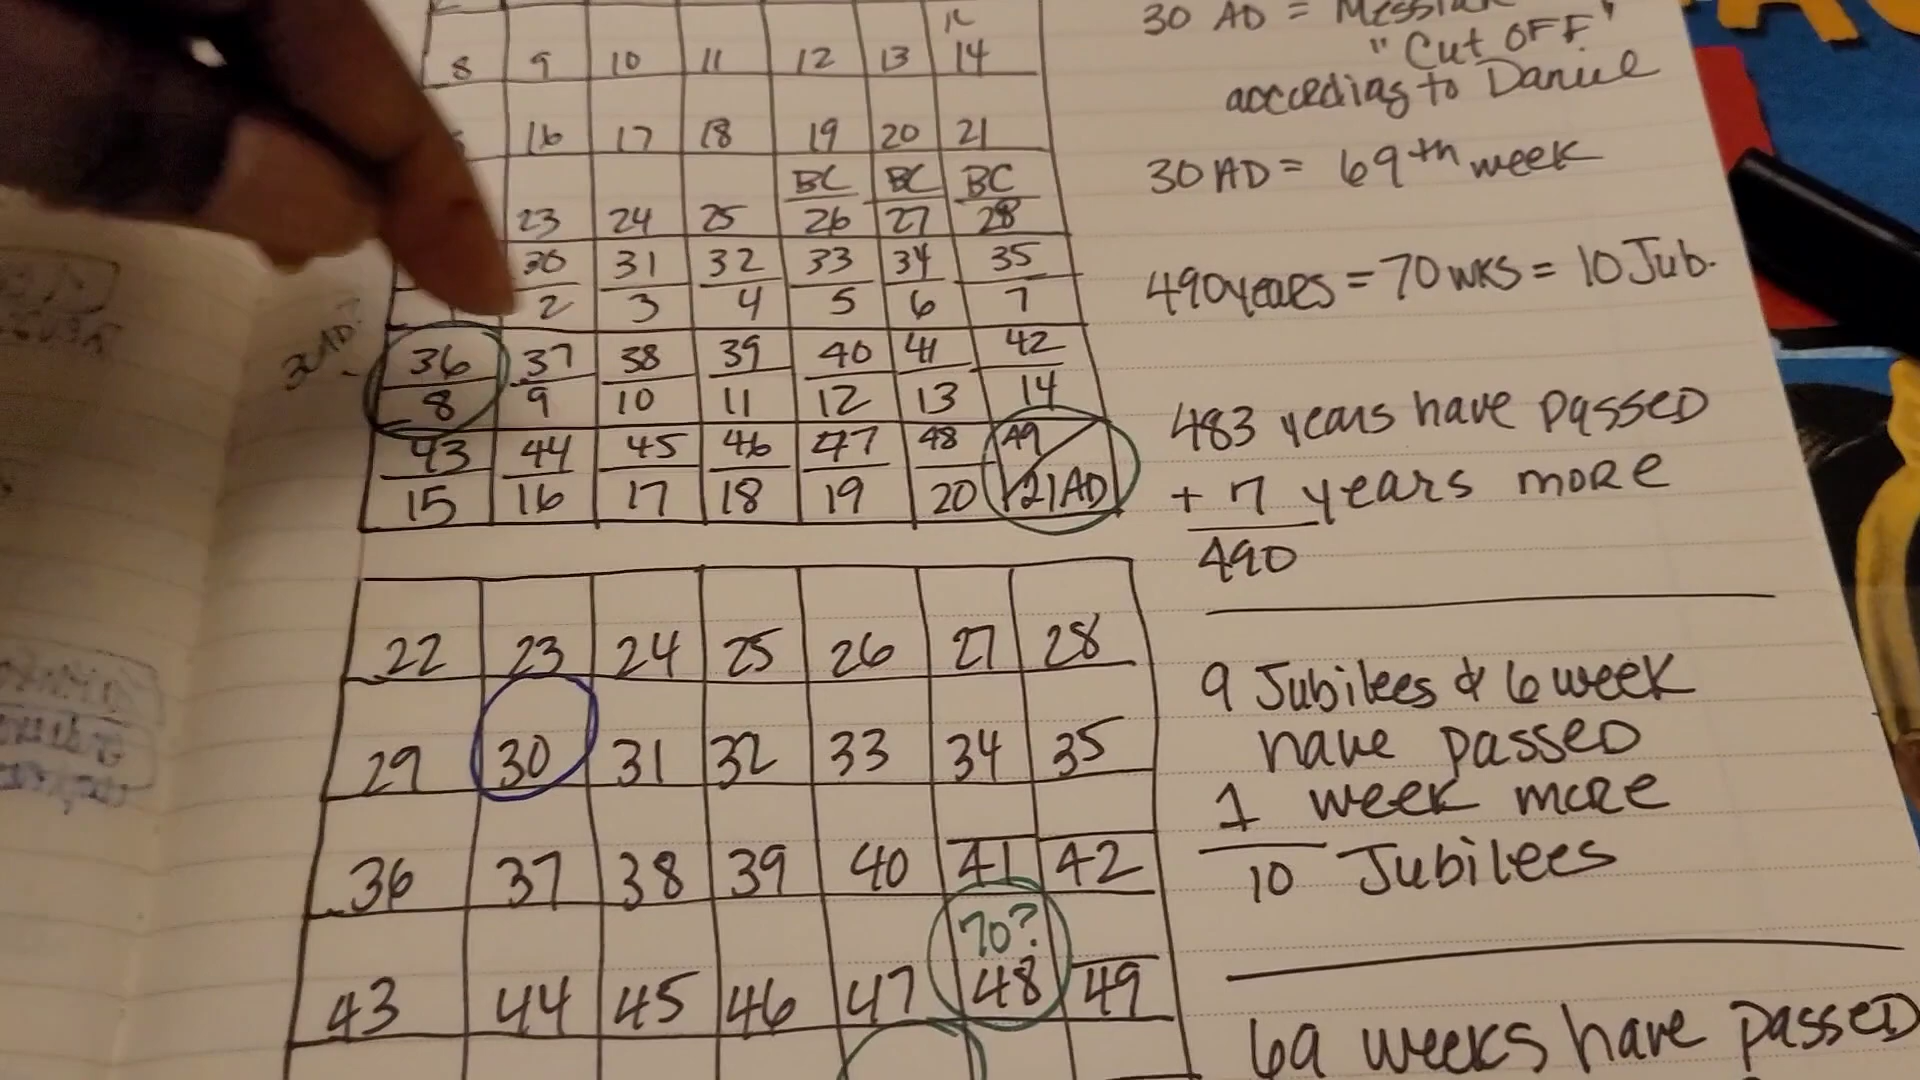 8 9 10 11 12 13 14
16 17 18 19 20 21
BC BC BC
23 24 25 26 27 28
30 31 32 33 34 35
2 3 4 5 6 7
36 37 38 39 40 41 42
8 9 10 11 12 13 14
43 44 45 46 47 48 49
15 16 17 18 19 20 21AD
22 23 24 25 26 27 28
29 30 31 32 33 34 35
36 37 38 39 40 41 42
70?
43 44 45 46 47 48 49
30 AD = Messiah
"Cut OFF"
according to Daniel
30 AD = 69th week
490years = 70 wks = 10 Jub.
483 years have passed
+ 7 years more
490
9 Jubilees & 6 week
have passed
1 week more
10 Jubilees
69 weeks have passed